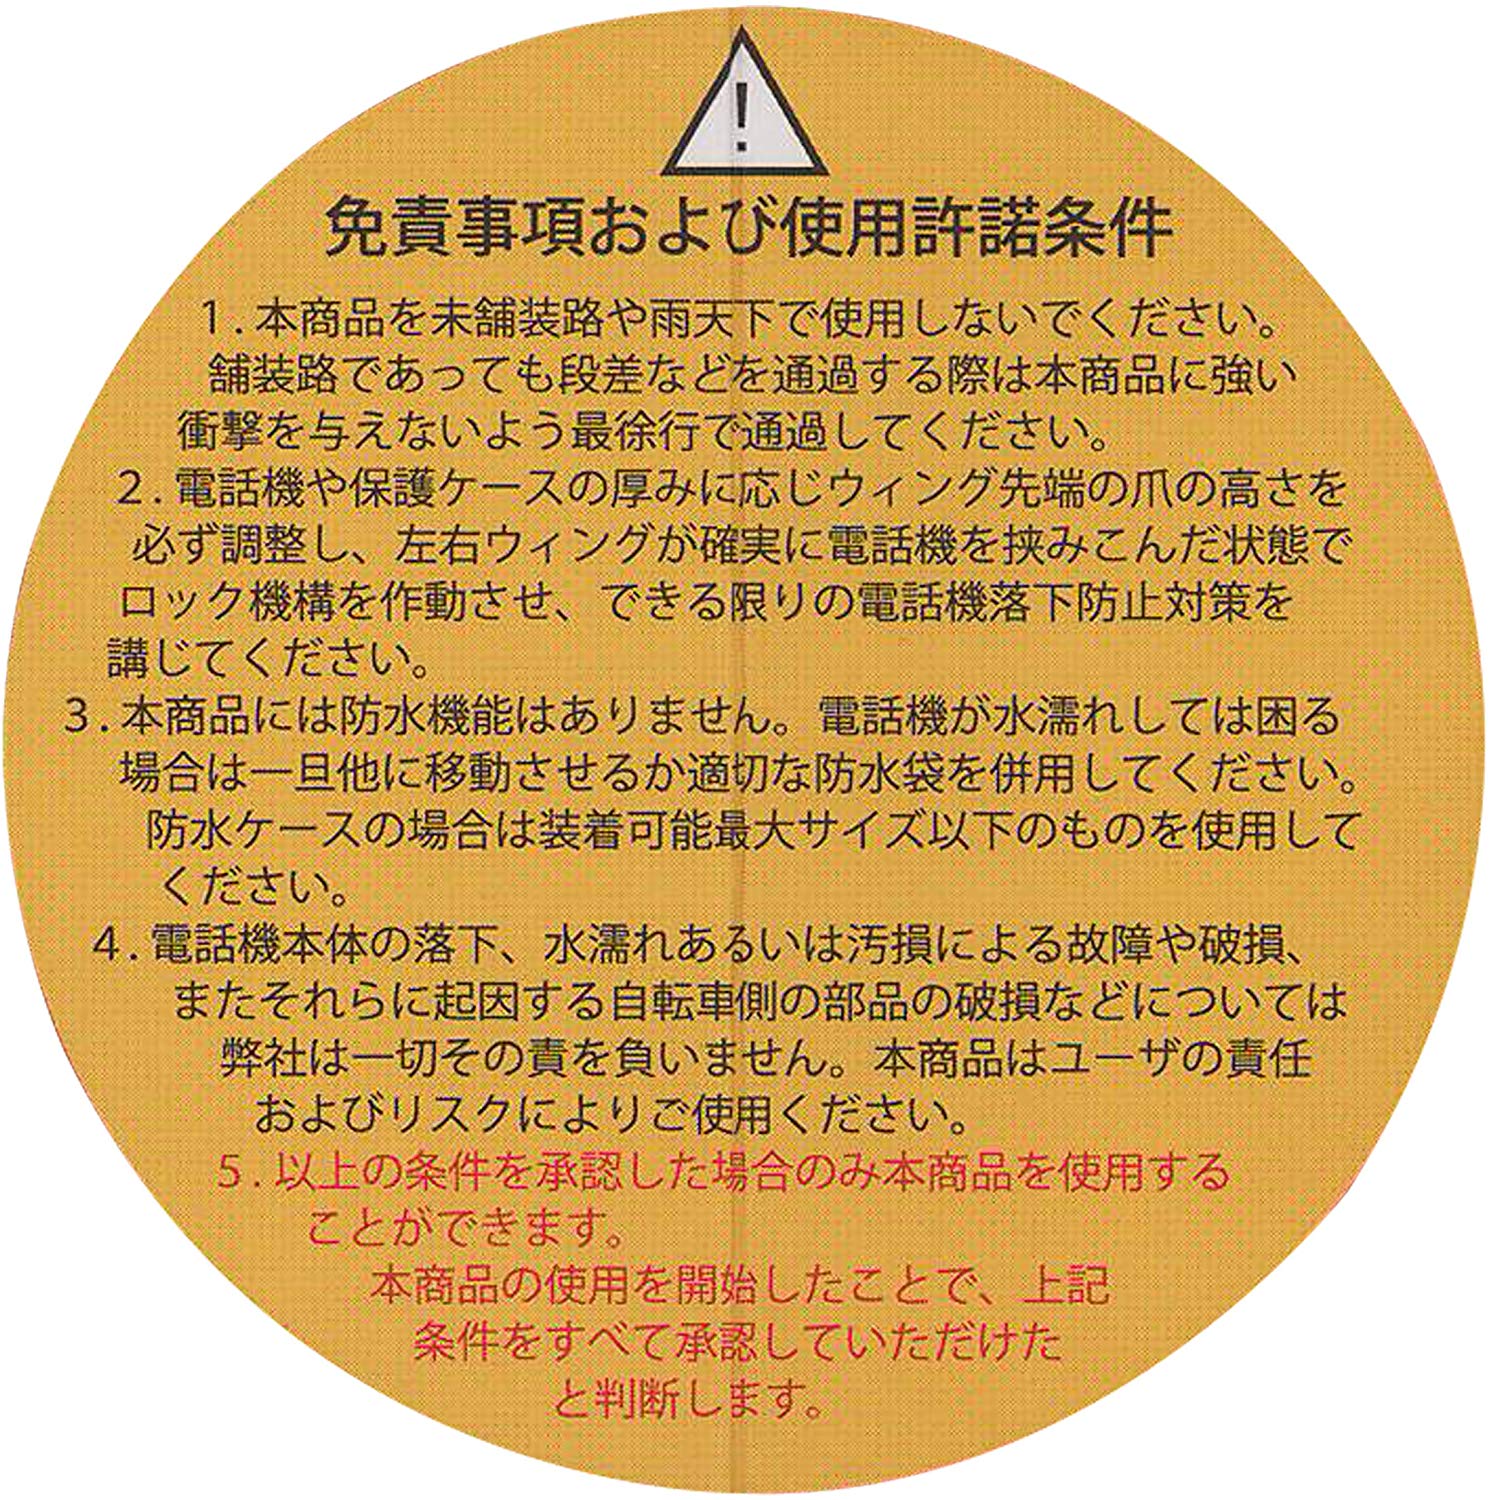 !
免責事項および使用許諾条件
1.本商品を未舗装路や雨天下で使用しないでください。
舗装路であっても段差などを通過する際は本商品に強い
衝撃を与えないよう最徐行で通過してください。
2.電話機や保護ケースの厚みに応じウィング先端の爪の高さを
必ず調整し、左右ウィングが確実に電話機を挟みこんだ状態で
ロック機構を作動させ、できる限りの電話機落下防止対策を
講じてください。
3.本商品には防水機能はありません。電話機が水濡れしては困る
場合は一旦他に移動させるか適切な防水袋を併用してください。
防水ケースの場合は装着可能最大サイズ以下のものを使用して
ください。
4.電話機本体の落下、水濡れあるいは汚損による故障や破損、
またそれらに起因する自転車側の部品の破損などについては
弊社は一切その責を負いません。本商品はユーザの責任
およびリスクによりご使用ください。
5.以上の条件を承認した場合のみ本商品を使用する
ことができます。
本商品の使用を開始したことで、上記
条件をすべて承認していただけた
と判断します。